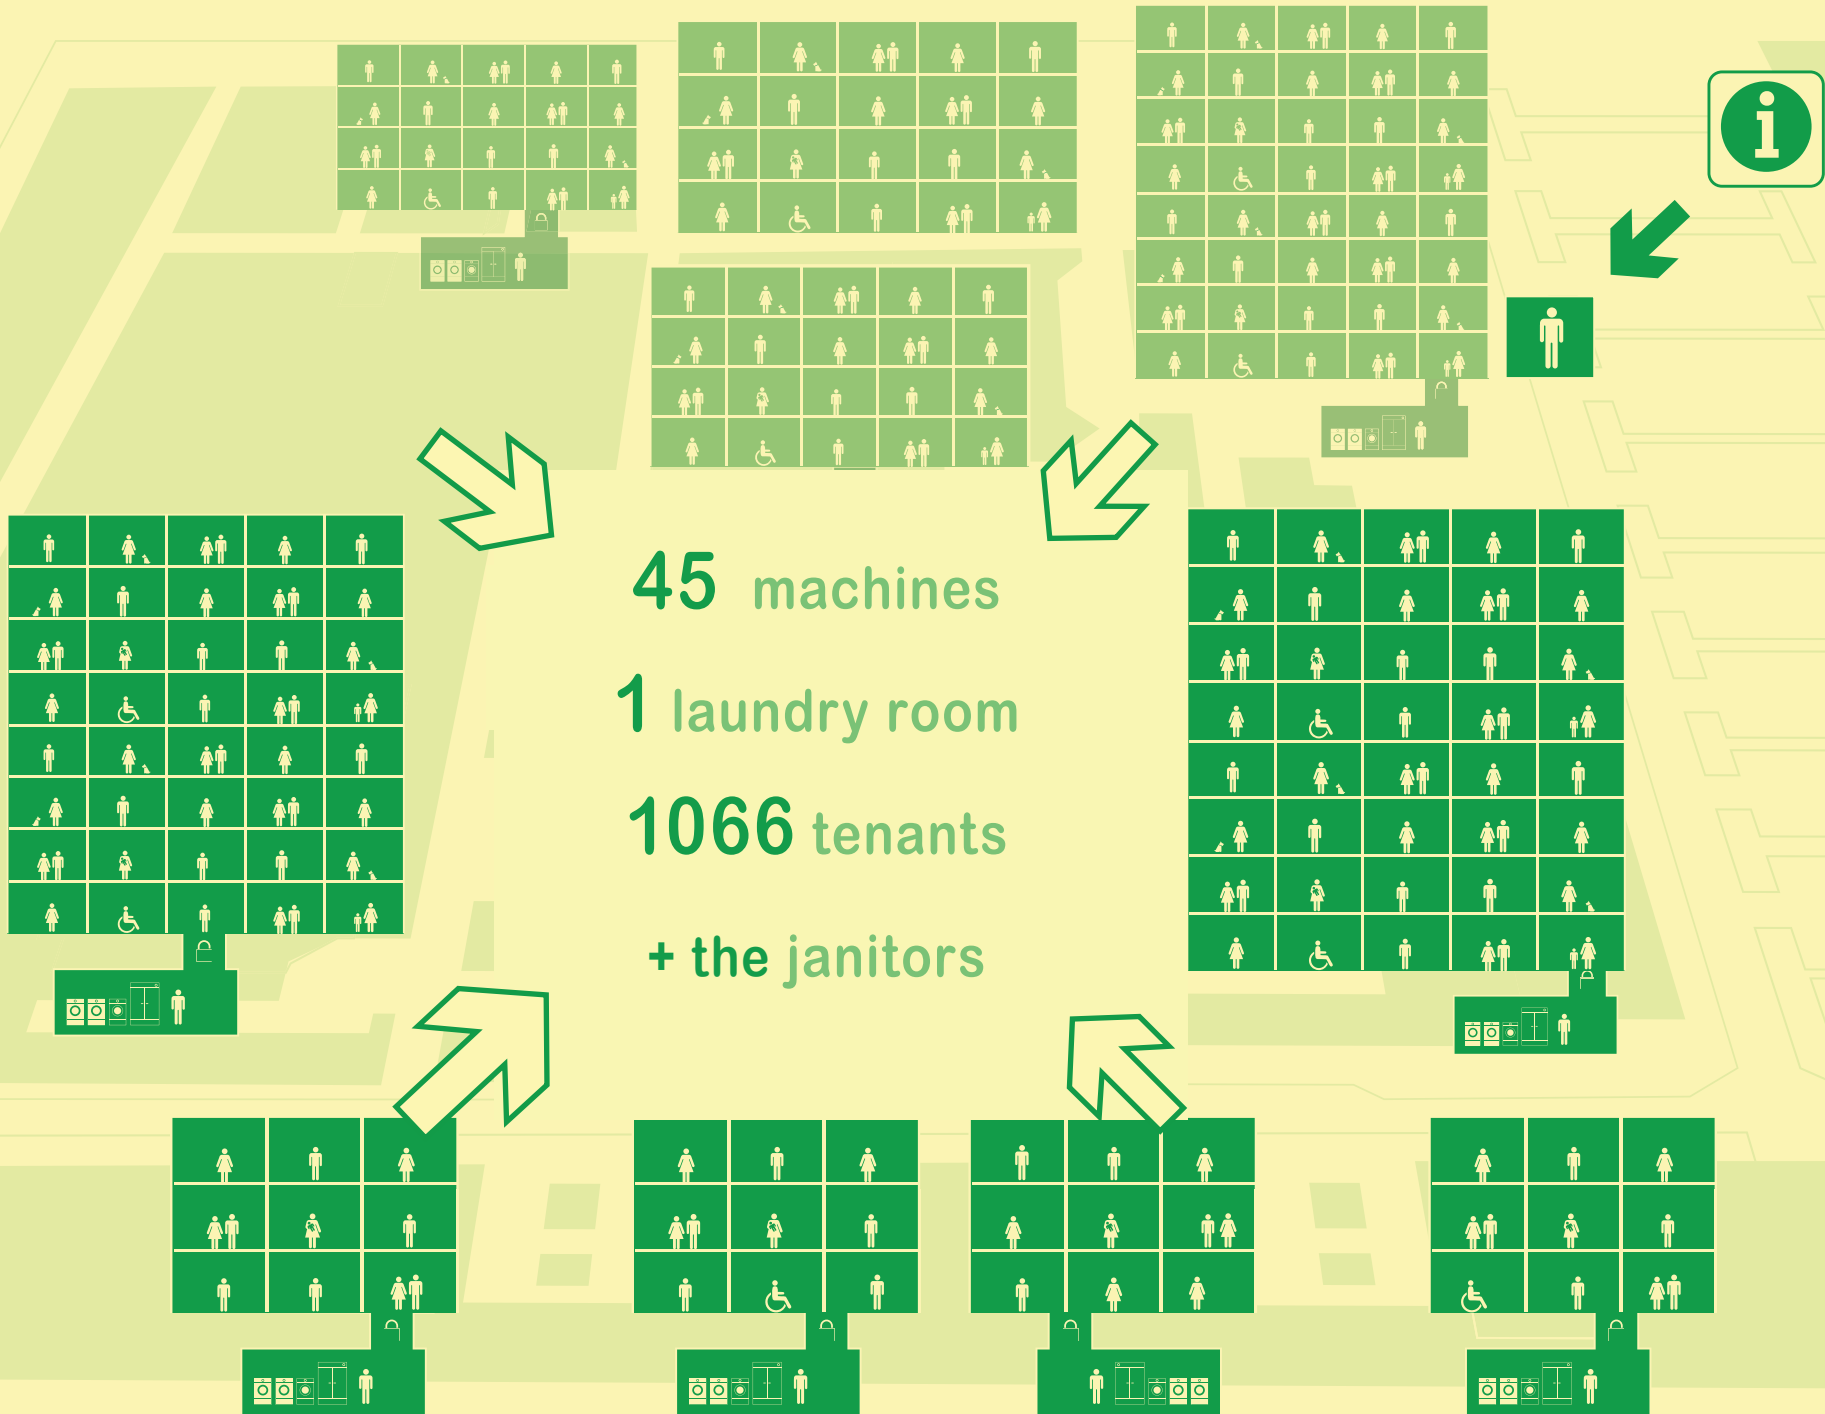 i
45 machines
1 laundry room
1066 tenants
+ the janitors